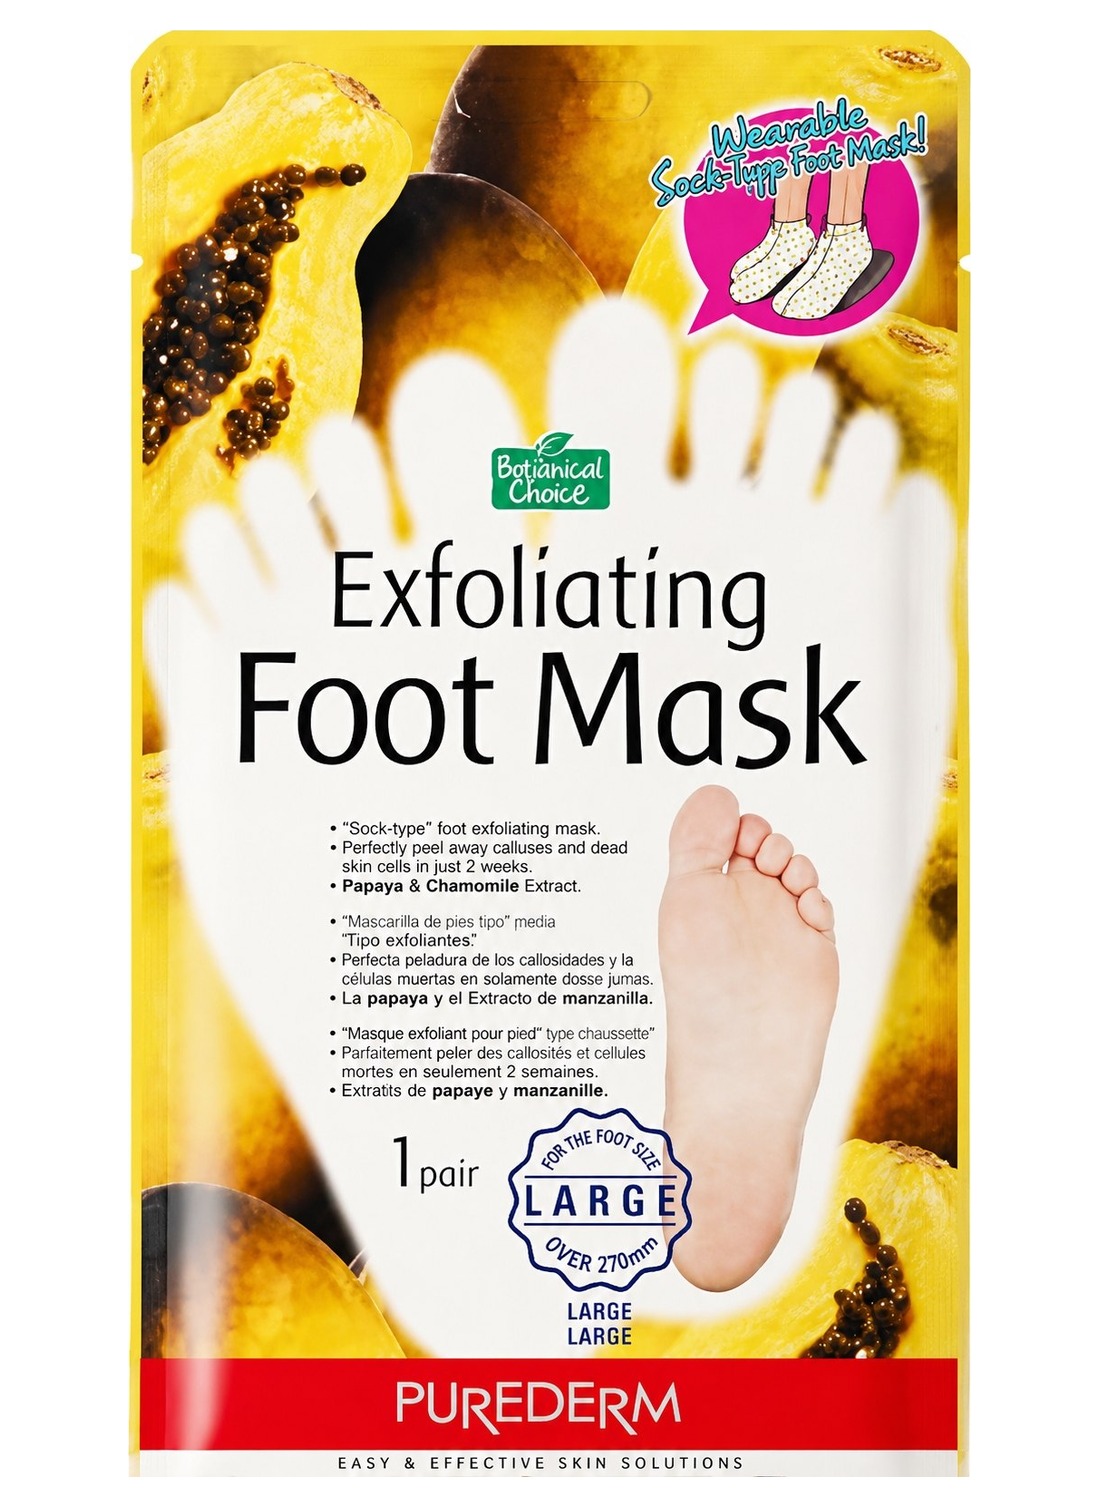 Wearable
Sock-Type Foot Mask!
Botianical
Choice
Exfoliating
Foot Mask
• “Sock-type” foot exfoliating mask.
• Perfectly peel away calluses and dead
skin cells in just 2 weeks.
• Papaya & Chamomile Extract.
• “Mascarilla de pies tipo” media
“Tipo exfoliantes.”
• Perfecta peladura de los callosidades y la
células muertas en solamente dosse jumas.
• La papaya y el Extracto de manzanilla.
• “Masque exfoliant pour pied“ type chaussette”
• Parfaitement peler des callosités et cellules
mortes en seulement 2 semaines.
• Extratits de papaye y manzanille.
1 pair
FOR THE FOOT SIZE
LARGE
OVER 270mm
LARGE
LARGE
PUREDERM
EASY & EFFECTIVE SKIN SOLUTIONS